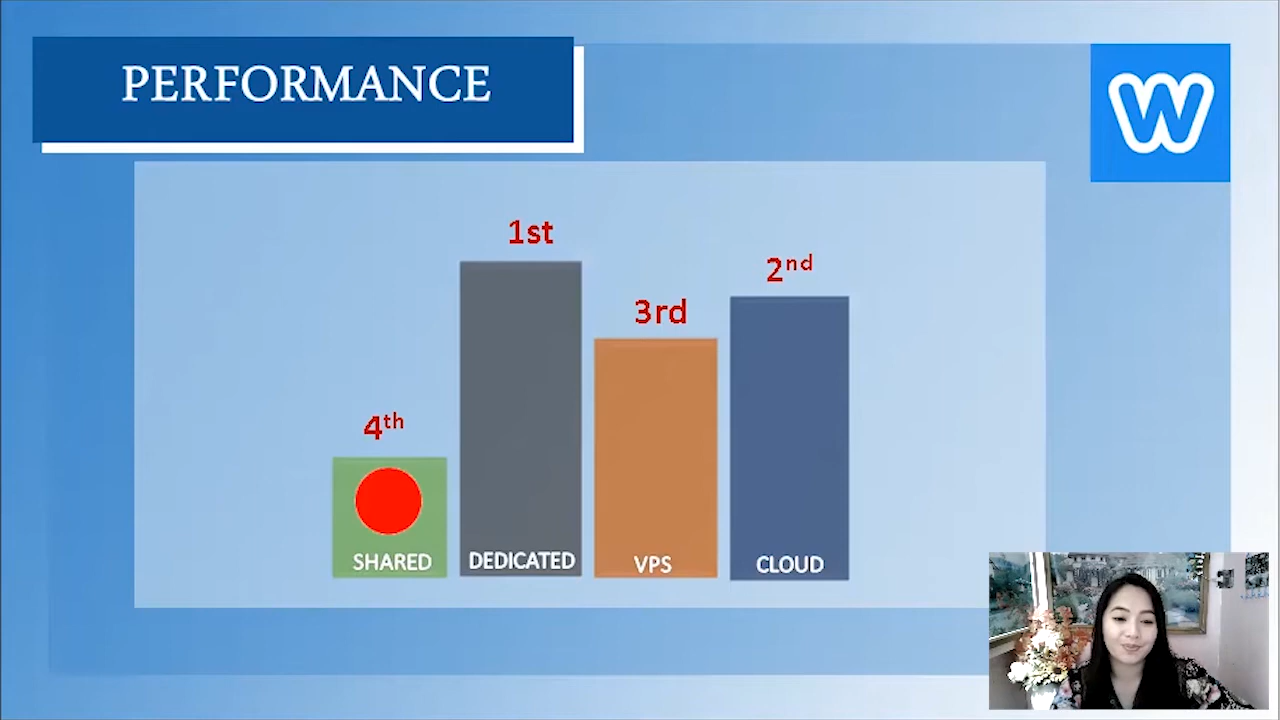 PERFORMANCE
W
1st
2nd
3rd
4th
SHARED
DEDICATED
VPS
CLOUD